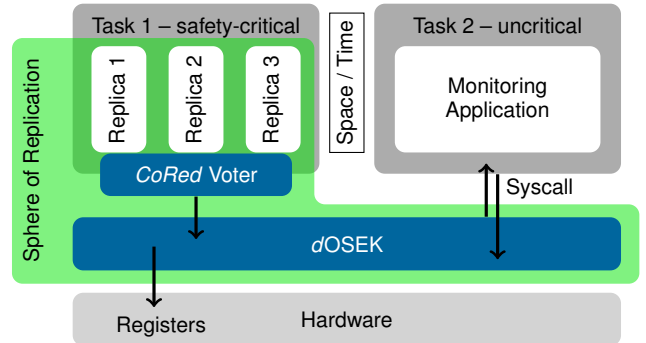 Task 1 – safety-critical
Task 2 – uncritical
Sphere of Replication
Replica 1
Replica 2
Replica 3
Space / Time
Monitoring
Application
CoRed Voter
Syscall
dOSEK
Registers
Hardware